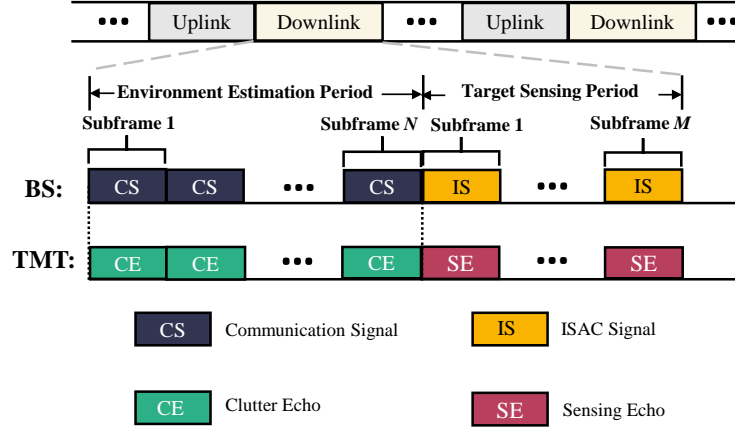 ••• Uplink Downlink ••• Uplink Downlink •••
Environment Estimation Period Target Sensing Period
Subframe 1 Subframe N Subframe 1 Subframe M
BS: CS CS ••• CS IS ••• IS
TMT: CE CE ••• CE SE ••• SE
CS Communication Signal IS ISAC Signal
CE Clutter Echo SE Sensing Echo